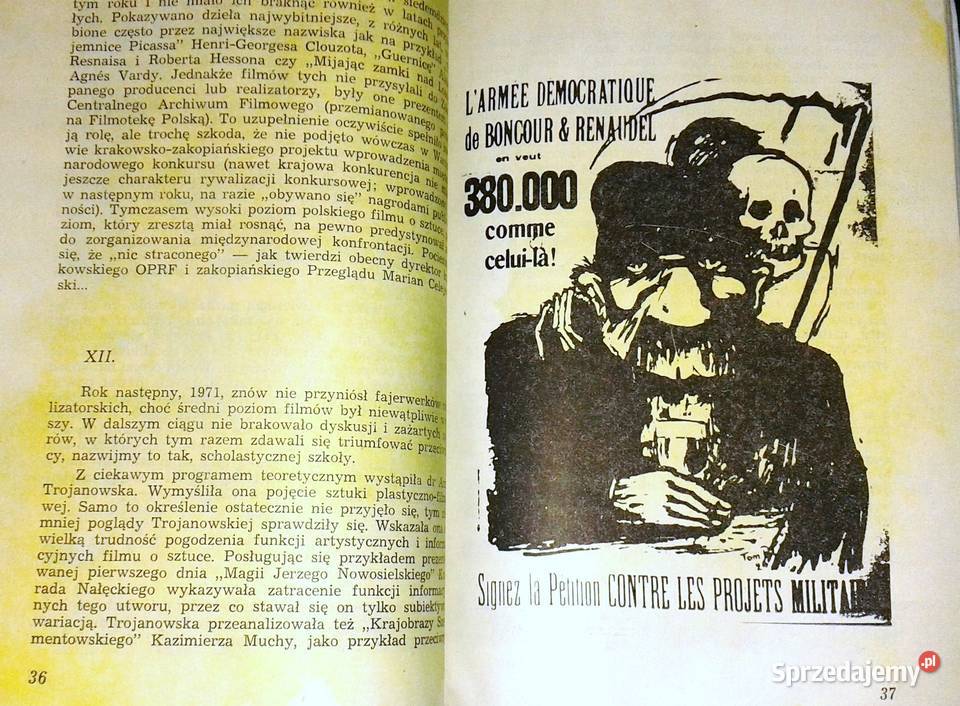 tym roku i nie miało ich braknąć również w latach
łych. Pokazywano dzieła najwybitniejsze, z różnych lat,
bione często przez największe nazwiska jak na przykład
jemnice Picassa" Henri-Georgesa Clouzota, „Guernica"
Resnaisa i Roberta Hessona czy „Mijając zamki nad
Agnés Vardy. Jednakże filmów tych nie przysyłali do
panego producenci lub realizatorzy, były one
Centralnego Archiwum Filmowego (przemianowanego
na Filmotekę Polską). To uzupełnienie oczywiście spełniło
ją rolę, ale trochę szkoda, że nie podjęto wówczas w
wie krakowsko-zakopiańskiego projektu wprowadzenia
narodowego konkursu (nawet krajowa konkurencja nie
jeszcze charakteru rywalizacji konkursowej;
w następnym roku, na razie „obywano się" nagrodami
ności). Tymczasem wysoki poziom polskiego filmu o sztuce,
ziom, który zresztą miał rosnąć, na pewno predystynował
do zorganizowania międzynarodowej konfrontacji.
się, że „nic straconego" — jak twierdzi obecny dyrektor
kowskiego OPRF i zakopiańskiego Przeglądu Marian
ski...
XII.
Rok następny, 1971, znów nie przyniósł fajerwerków
lizatorskich, choć średni poziom filmów był niewątpliwie
szy. W dalszym ciągu nie brakowało dyskusji i zażartych
rów, w których tym razem zdawali się triumfować
cy, nazwijmy to tak, scholastycznej szkoły.
Z ciekawym programem teoretycznym wystąpiła dr
Trojanowska. Wymyśliła ona pojęcie sztuki plastyczno-
wej. Samo to określenie ostatecznie nie przyjęło się, tym
mniej poglądy Trojanowskiej sprawdziły się. Wskazała ona
wielką trudność pogodzenia funkcji artystycznych i
cyjnych filmu o sztuce. Posługując się przykładem
wanej pierwszego dnia „Magii Jerzego Nowosielskiego"
rada Nałęckiego wykazywała zatracenie funkcji
nych tego utworu, przez co stawał się on tylko
wariacją. Trojanowska przeanalizowała też „Krajobrazy
mentowskiego" Kazimierza Muchy, jako przykład
36
L'ARMÉE DEMOCRATIQUE
de BONCOUR & RENAUDEL
en veut
380.000
comme
celui-là!
Tom
Signez la Petition CONTRE LES PROJETS
37
Sprzedajemy.pl